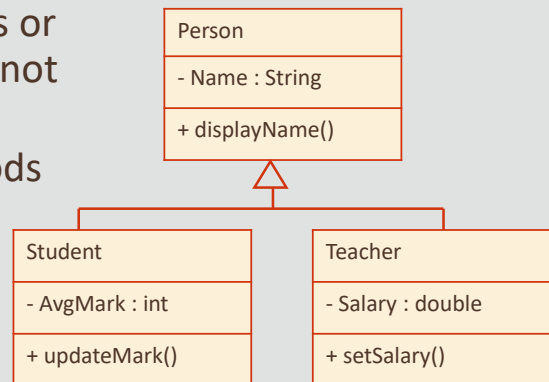 s or
not
ods
Person
- Name : String
+ displayName()
Student
- AvgMark : int
+ updateMark()
Teacher
- Salary : double
+ setSalary()